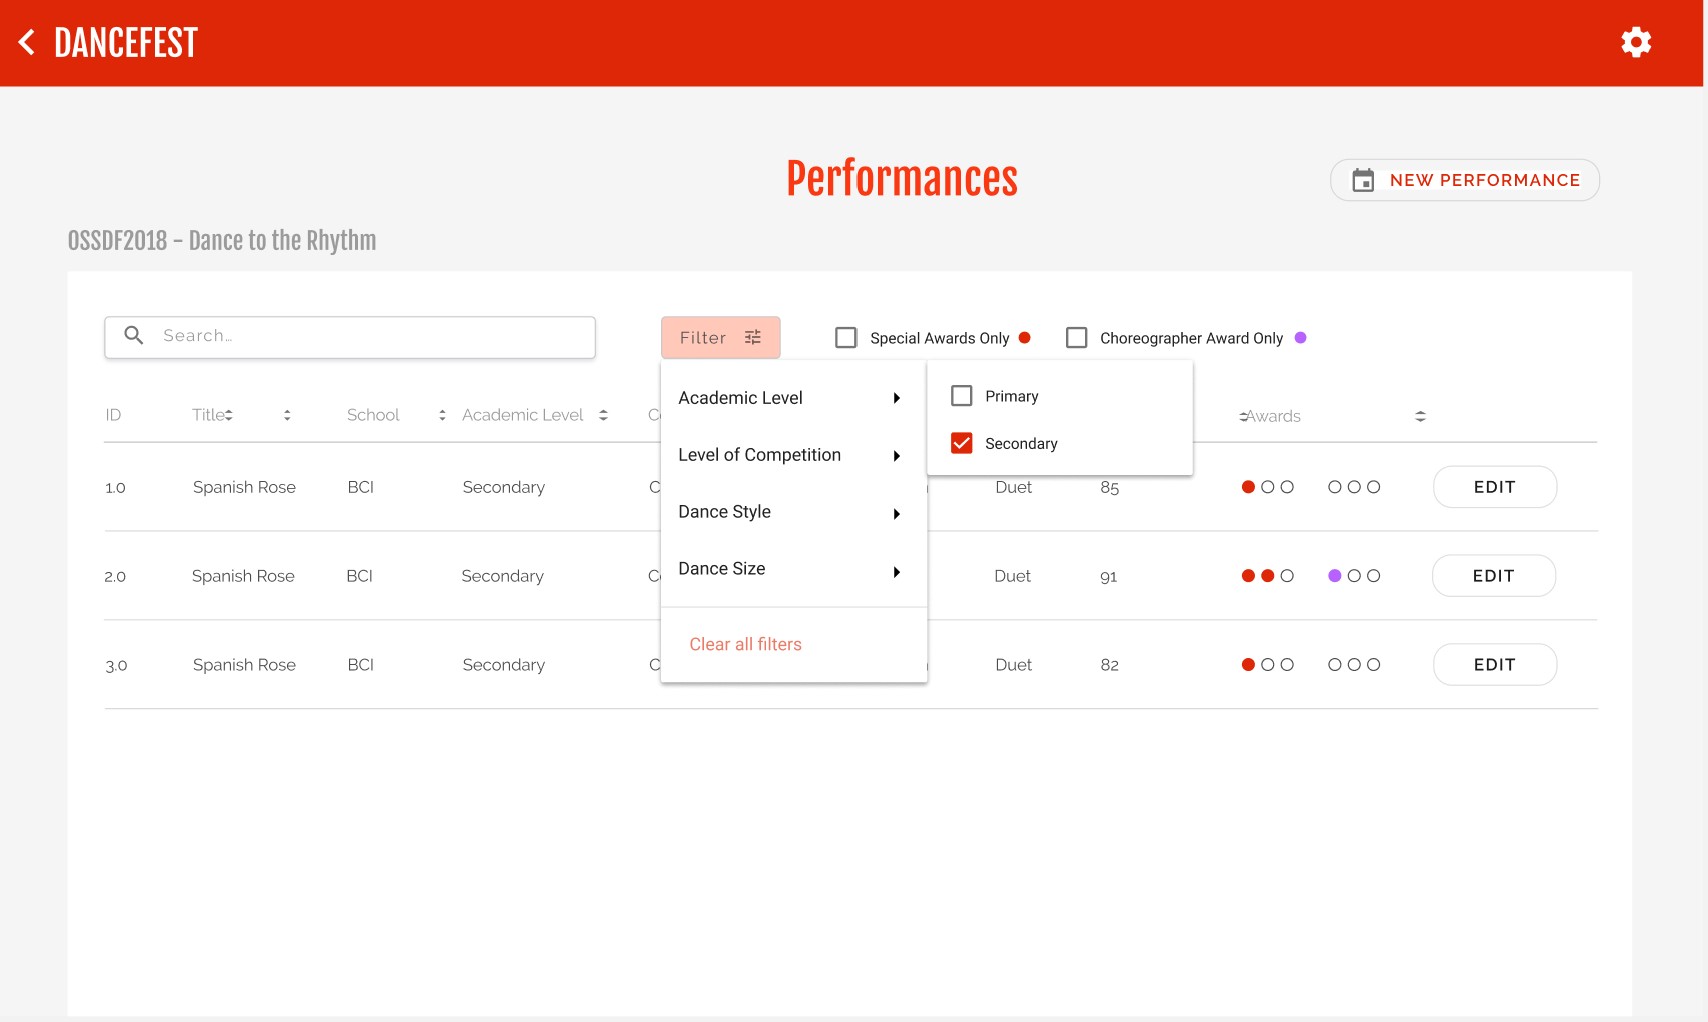 DANCEFEST
Performances
NEW PERFORMANCE
OSSDF2018 - Dance to the Rhythm
Search...
Filter
Special Awards Only
Choreographer Award Only
Academic Level
Level of Competition
Dance Style
Dance Size
Clear all filters
Primary
Secondary
ID Title School Academic Level Awards
1.0 Spanish Rose BCI Secondary Duet 85 EDIT
2.0 Spanish Rose BCI Secondary Duet 91 EDIT
3.0 Spanish Rose BCI Secondary Duet 82 EDIT